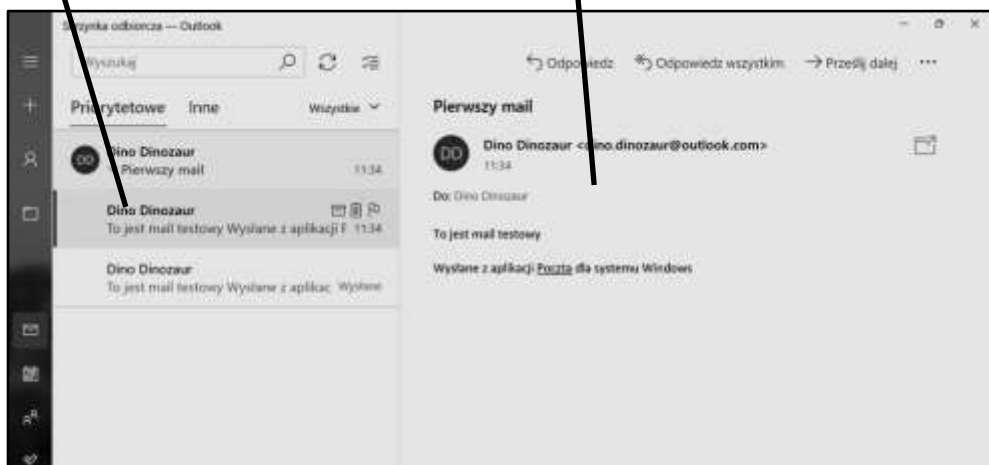 Skrzynka odbiorcza — Outlook
Wyszukaj
Priorytetowe Inne Wszystkie
DD Dino Dinozaur
Pierwszy mail 11:34
Dino Dinozaur
To jest mail testowy Wysłane z aplikacji P 11:34
Dino Dinozaur
To jest mail testowy Wysłane z aplikac Wysłane
Odpowiedz Odpowiedz wszystkim Prześlij dalej
Pierwszy mail
DD Dino Dinozaur <dino.dinozaur@outlook.com>
11:34
Do: Dino Dinozaur
To jest mail testowy
Wysłane z aplikacji Poczta dla systemu Windows